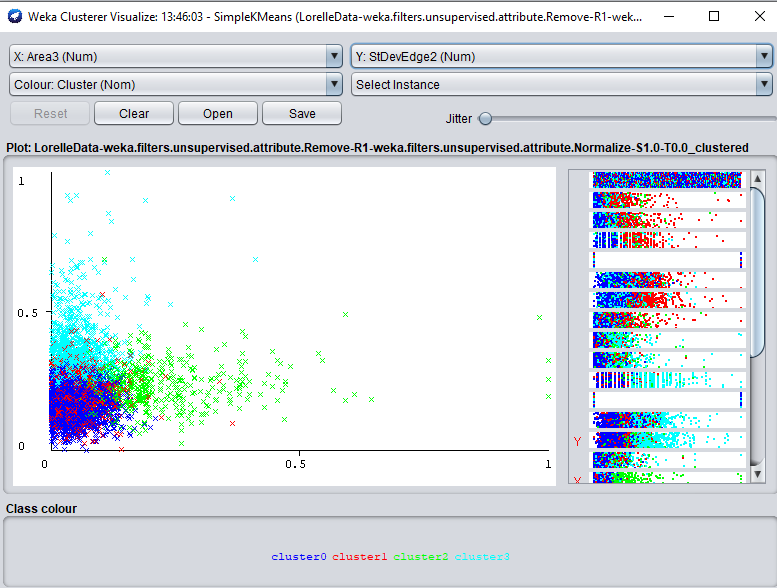 Weka Clusterer Visualize: 13:46:03 - SimpleKMeans (LorelleData-weka.filters.unsupervised.attribute.Remove-R1-wek...
X: Area3 (Num) Y: StDevEdge2 (Num)
Colour: Cluster (Nom) Select Instance
Reset Clear Open Save Jitter
Plot: LorelleData-weka.filters.unsupervised.attribute.Remove-R1-weka.filters.unsupervised.attribute.Normalize-S1.0-T0.0_clustered
1
0.5
0
0 0.5 1
Y
X
Class colour
cluster0 cluster1 cluster2 cluster3